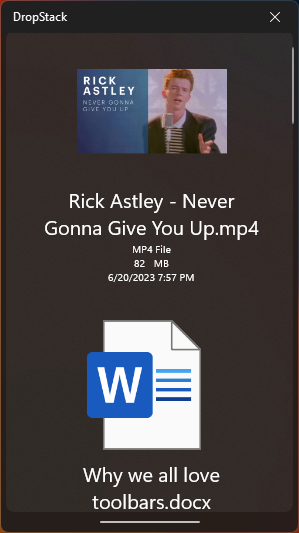 DropStack
RICK
ASTLEY
NEVER GONNA
GIVE YOU UP
Rick Astley - Never
Gonna Give You Up.mp4
MP4 File
82 MB
6/20/2023 7:57 PM
W
Why we all love
toolbars.docx